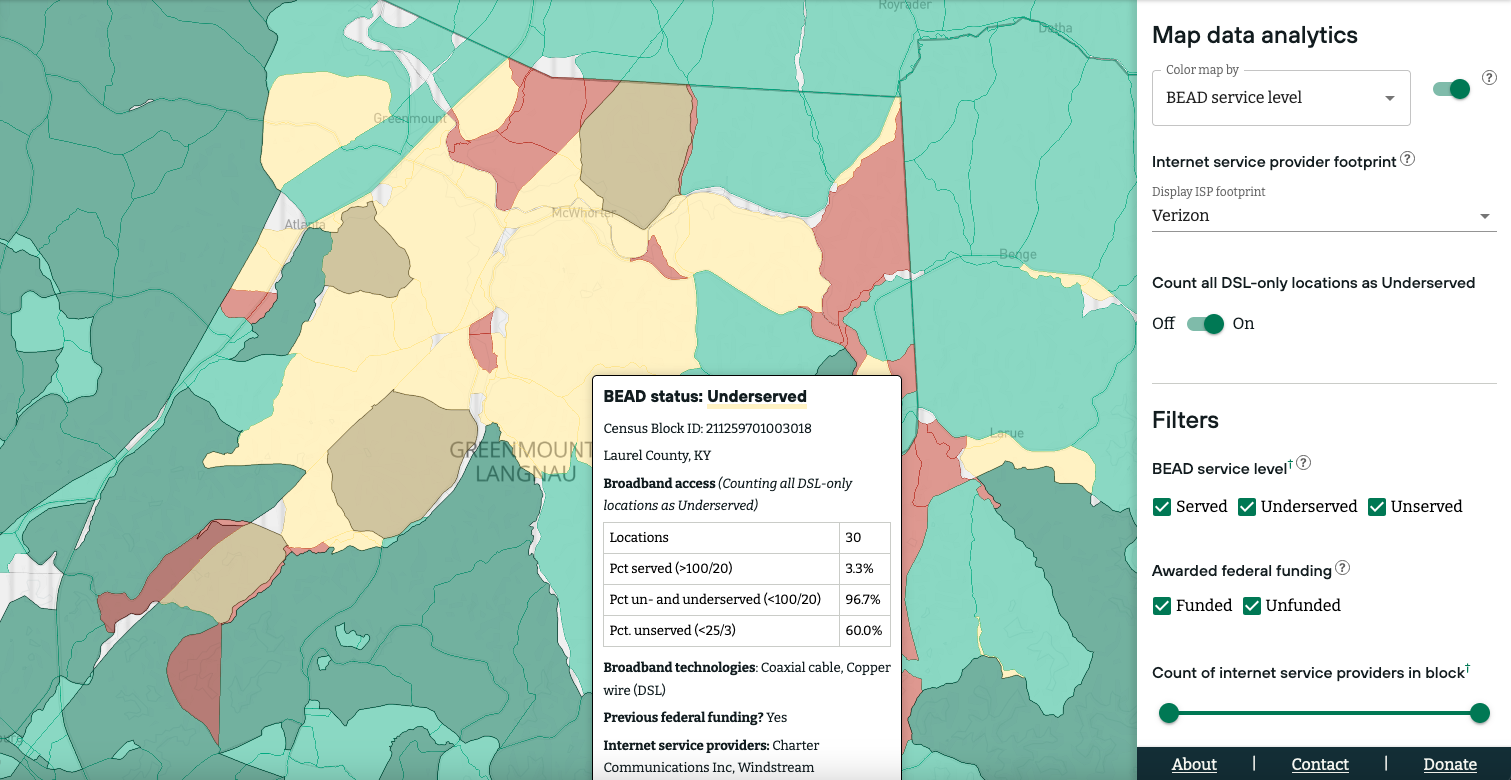 Royrader
Datha
Greenmount
McWhorter
Atlanta
Benge
Larue
GREENMOUNT
LANGNAU
BEAD status: Underserved
Census Block ID: 211259701003018
Laurel County, KY
Broadband access (Counting all DSL-only
locations as Underserved)
Locations 30
Pct served (>100/20) 3.3%
Pct un- and underserved (<100/20) 96.7%
Pct. unserved (<25/3) 60.0%
Broadband technologies: Coaxial cable, Copper
wire (DSL)
Previous federal funding? Yes
Internet service providers: Charter
Communications Inc, Windstream
Map data analytics
Color map by
BEAD service level
?
Internet service provider footprint ?
Display ISP footprint
Verizon
Count all DSL-only locations as Underserved
Off On
Filters
BEAD service level† ?
Served Underserved Unserved
Awarded federal funding ?
Funded Unfunded
Count of internet service providers in block†
About | Contact | Donate